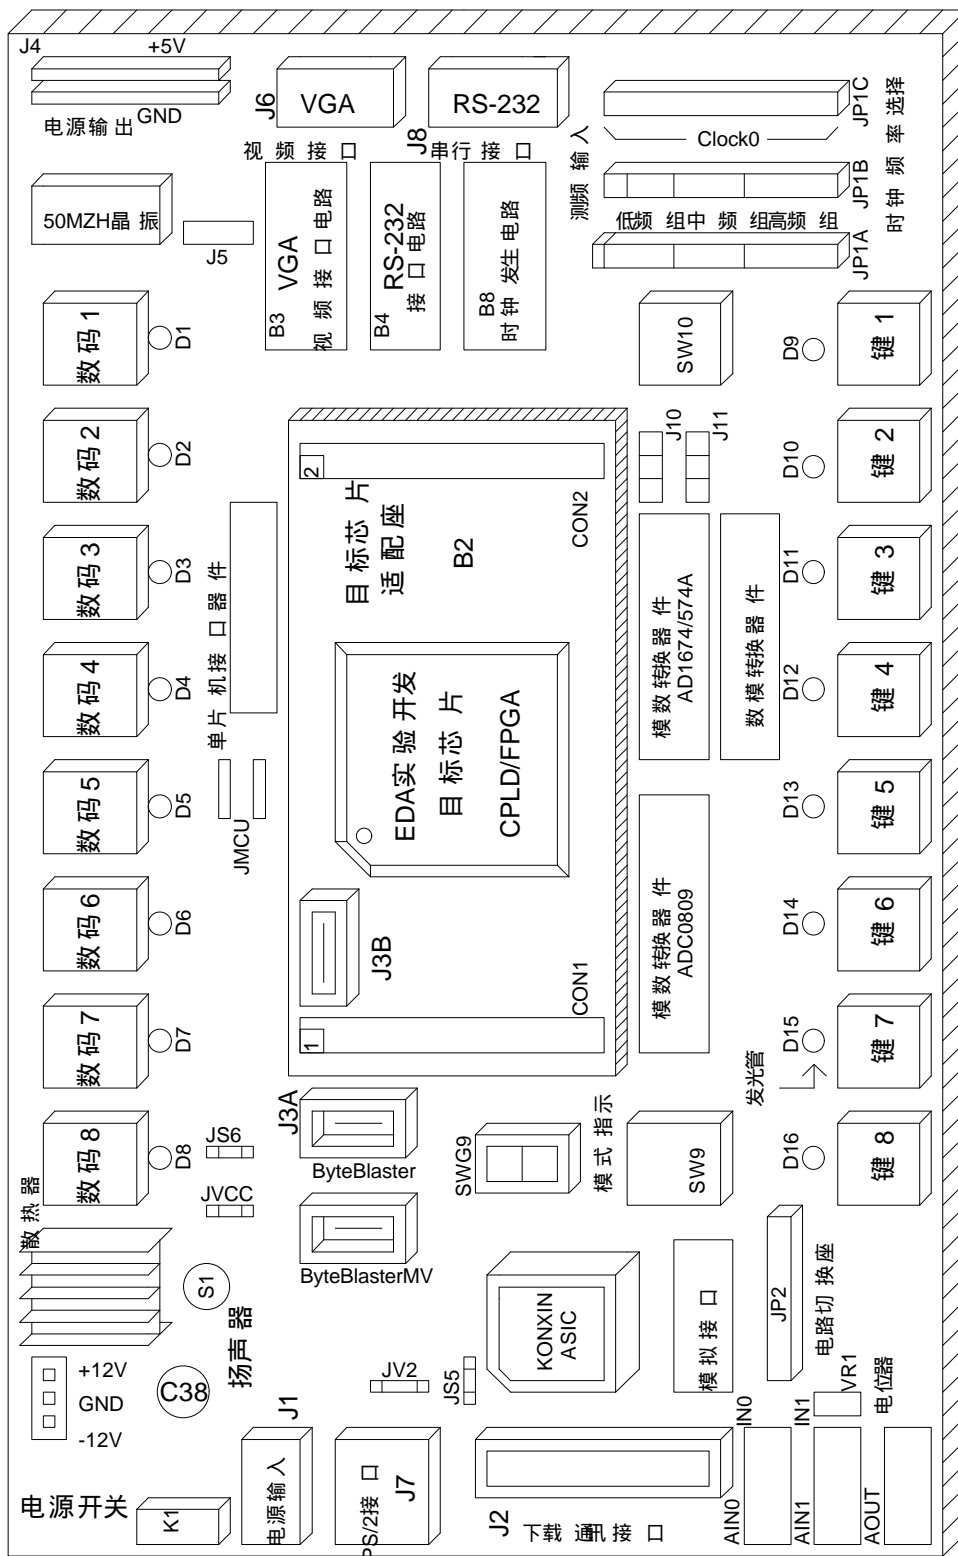 J4
+5V
GND
电源输出
J6
VGA
视频接口
J8
RS-232
串行接口
测频输入
Clock0
JP1C
JP1B
JP1A
时钟频率选择
低频组中频组高频组
50MZH晶振
J5
B3
VGA
视频接口电路
B4
RS-232
接口电路
B8
时钟发生电路
SW10
数码1
D1
D9
键1
数码2
D2
J10
J11
D10
键2
数码3
D3
D11
键3
数码4
D4
D12
键4
数码5
D5
D13
键5
数码6
D6
D14
键6
数码7
D7
D15
键7
数码8
D8
D16
键8
单片机接口器件
JMCU
2
CON2
目标芯片
适配座
B2
EDA实验开发
目标芯片
CPLD/FPGA
J3B
1
CON1
模数转换器件
AD1674/574A
数模转换器件
模数转换器件
ADC0809
发光管
J3A
ByteBlaster
ByteBlasterMV
JS6
JVCC
SWG9
模式指示
SW9
散热器
S1
扬声器
C38
+12V
GND
-12V
KONXIN
ASIC
模拟接口
JP2
电路切换座
JV2
JS5
VR1
电位器
IN0
IN1
电源开关
K1
J1
电源输入
PS/2接口
J7
J2
下载通讯接口
AIN0
AIN1
AOUT